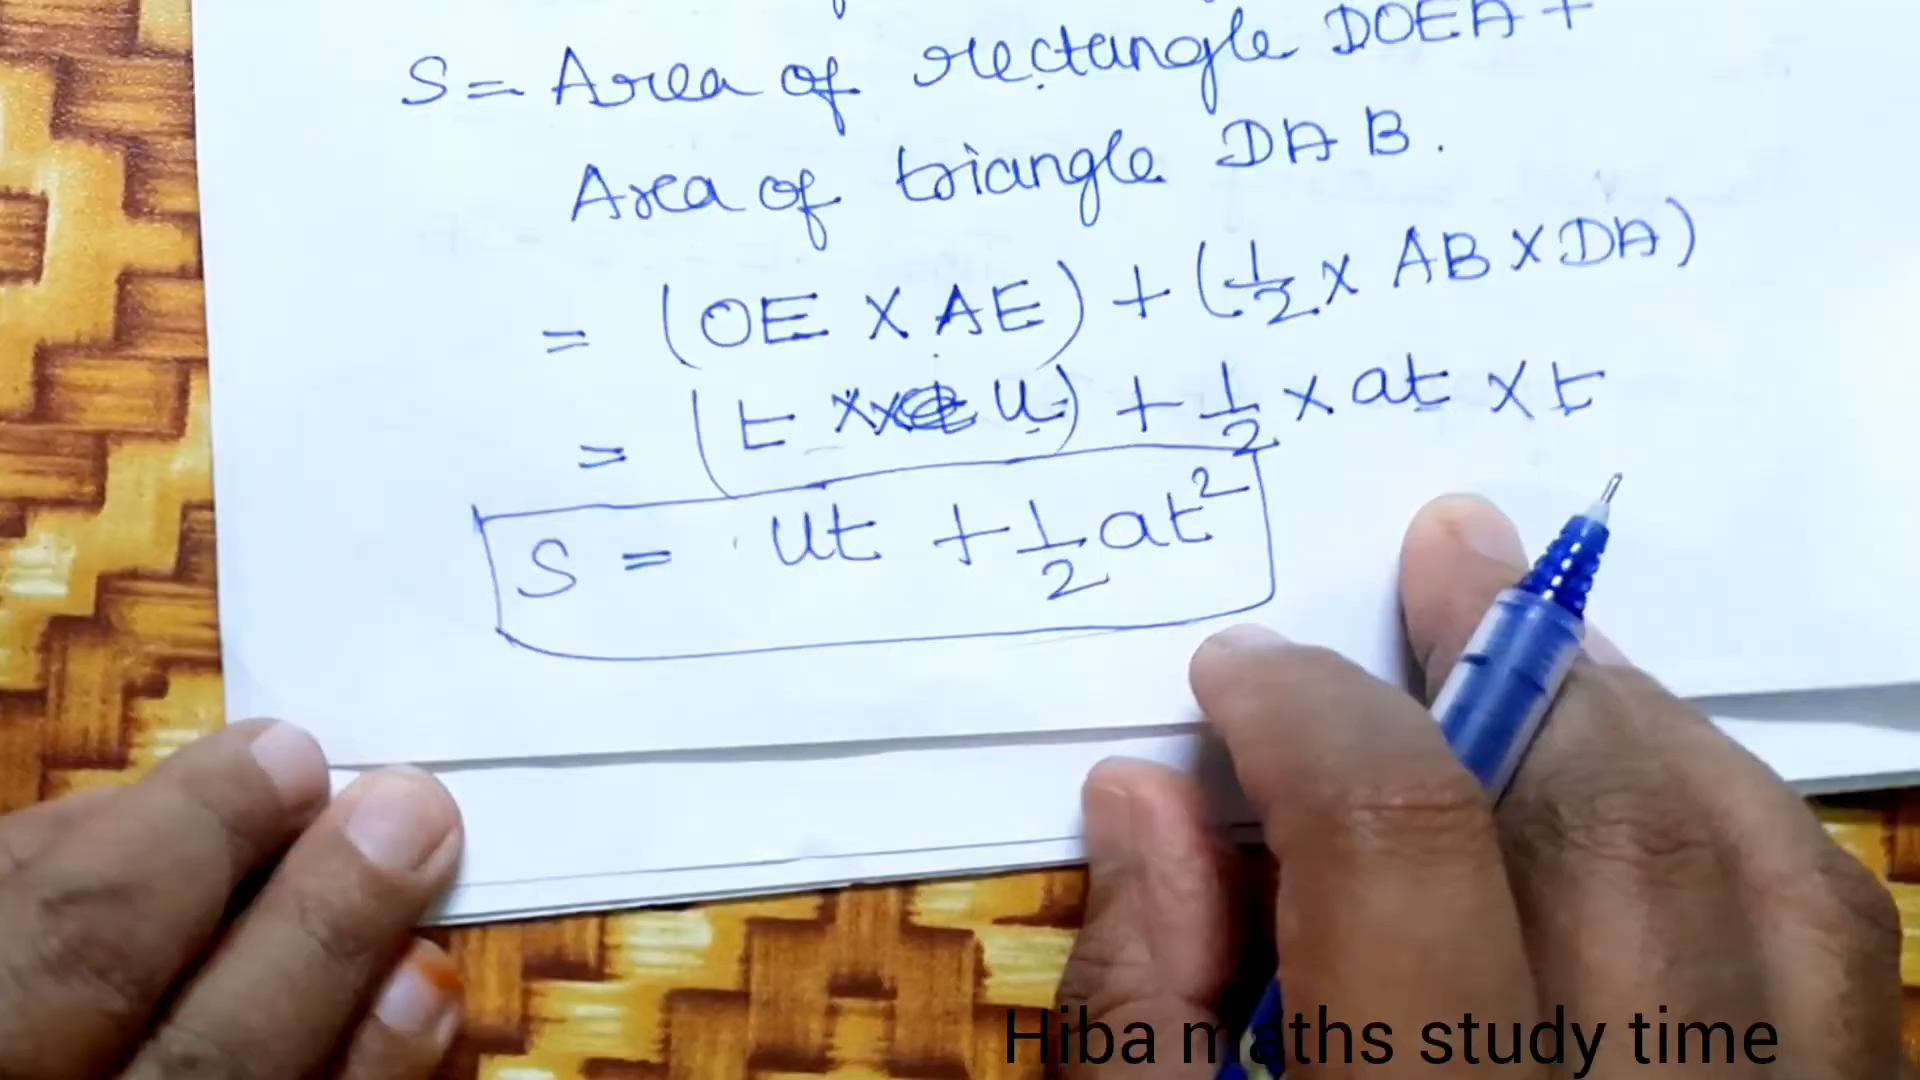 S = Area of rectangle DOEA +
Area of triangle DAB.
= (OE X AE) + (1/2 X AB X DA)
= (t X u) + 1/2 X at X t
S = ut + 1/2 at²
Hiba maths study time